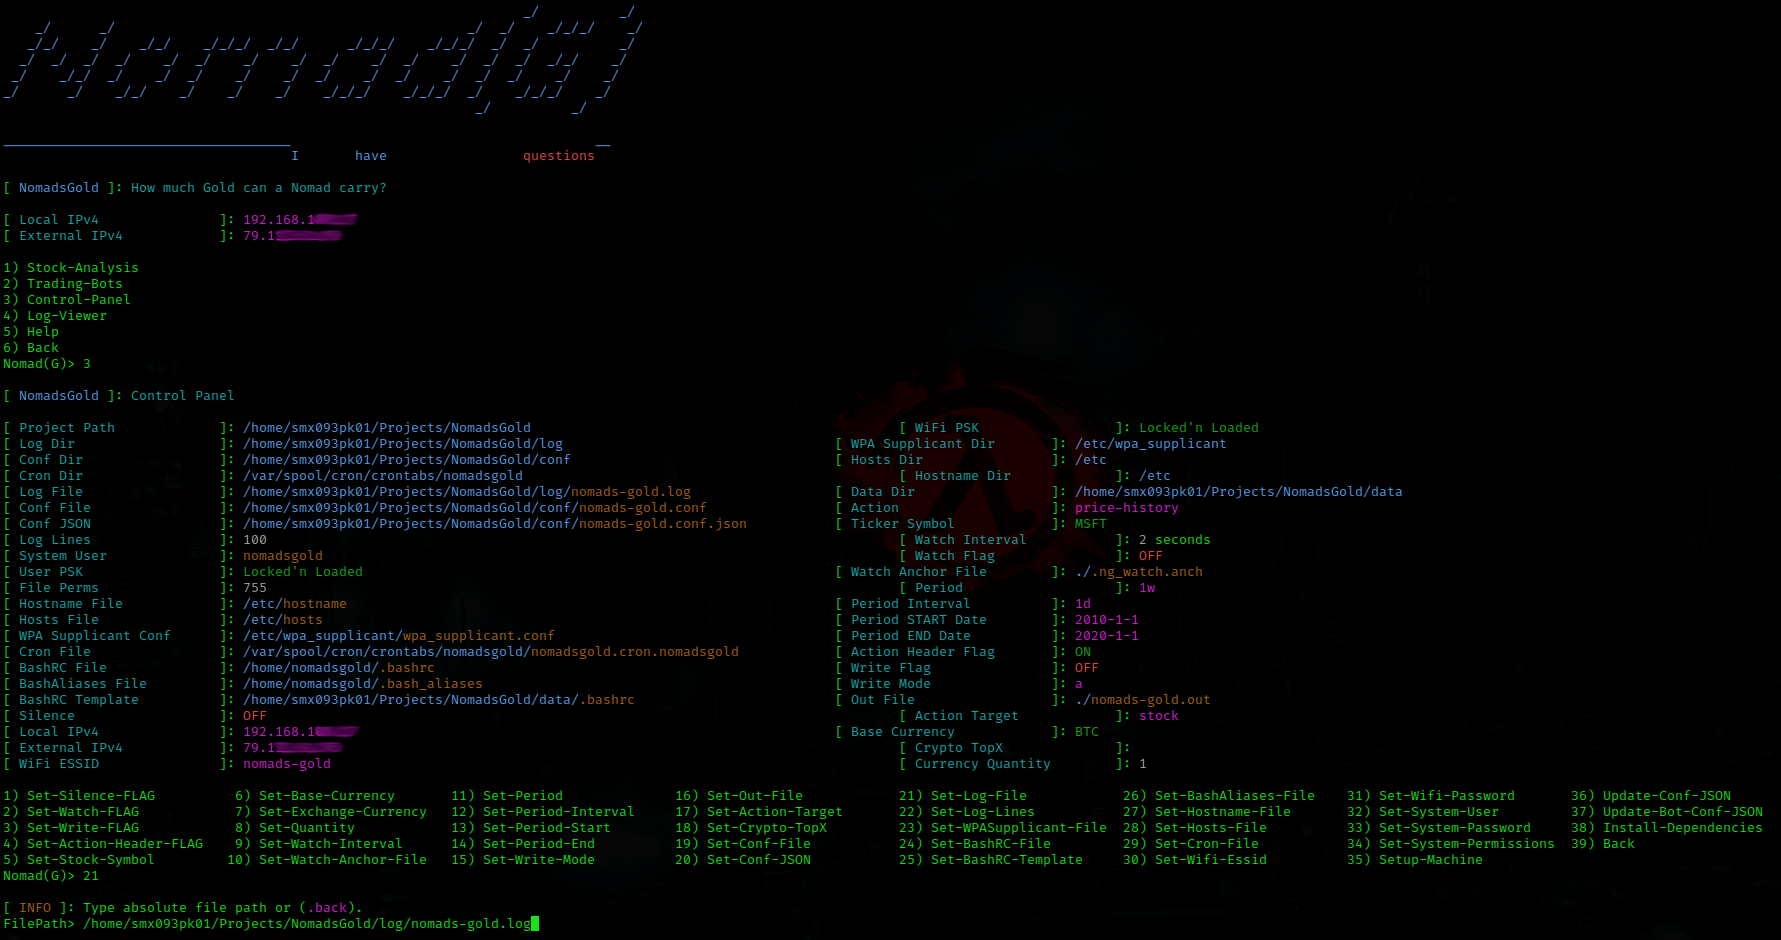 Nomad(G)
I have questions
[ NomadsGold ]: How much Gold can a Nomad carry?
[ Local IPv4 ]: 192.168.1
[ External IPv4 ]: 79.1
1) Stock-Analysis
2) Trading-Bots
3) Control-Panel
4) Log-Viewer
5) Help
6) Back
Nomad(G)> 3
[ NomadsGold ]: Control Panel
[ Project Path ]: /home/smx093pk01/Projects/NomadsGold [ WiFi PSK ]: Locked'n Loaded
[ Log Dir ]: /home/smx093pk01/Projects/NomadsGold/log [ WPA Supplicant Dir ]: /etc/wpa_supplicant
[ Conf Dir ]: /home/smx093pk01/Projects/NomadsGold/conf [ Hosts Dir ]: /etc
[ Cron Dir ]: /var/spool/cron/crontabs/nomadsgold [ Hostname Dir ]: /etc
[ Log File ]: /home/smx093pk01/Projects/NomadsGold/log/nomads-gold.log [ Data Dir ]: /home/smx093pk01/Projects/NomadsGold/data
[ Conf File ]: /home/smx093pk01/Projects/NomadsGold/conf/nomads-gold.conf [ Action ]: price-history
[ Conf JSON ]: /home/smx093pk01/Projects/NomadsGold/conf/nomads-gold.conf.json [ Ticker Symbol ]: MSFT
[ Log Lines ]: 100 [ Watch Interval ]: 2 seconds
[ System User ]: nomadsgold [ Watch Flag ]: OFF
[ User PSK ]: Locked'n Loaded [ Watch Anchor File ]: ./.ng_watch.anch
[ File Perms ]: 755 [ Period ]: 1w
[ Hostname File ]: /etc/hostname [ Period Interval ]: 1d
[ Hosts File ]: /etc/hosts [ Period START Date ]: 2010-1-1
[ WPA Supplicant Conf ]: /etc/wpa_supplicant/wpa_supplicant.conf [ Period END Date ]: 2020-1-1
[ Cron File ]: /var/spool/cron/crontabs/nomadsgold/nomadsgold.cron.nomadsgold [ Action Header Flag ]: ON
[ BashRC File ]: /home/nomadsgold/.bashrc [ Write Flag ]: OFF
[ BashAliases File ]: /home/nomadsgold/.bash_aliases [ Write Mode ]: a
[ BashRC Template ]: /home/smx093pk01/Projects/NomadsGold/data/.bashrc [ Out File ]: ./nomads-gold.out
[ Silence ]: OFF [ Action Target ]: stock
[ Local IPv4 ]: 192.168.1 [ Base Currency ]: BTC
[ External IPv4 ]: 79.1 [ Crypto TopX ]:
[ WiFi ESSID ]: nomads-gold [ Currency Quantity ]: 1
1) Set-Silence-FLAG 6) Set-Base-Currency 11) Set-Period 16) Set-Out-File 21) Set-Log-File 26) Set-BashAliases-File 31) Set-Wifi-Password 36) Update-Conf-JSON
2) Set-Watch-FLAG 7) Set-Exchange-Currency 12) Set-Period-Interval 17) Set-Action-Target 22) Set-Log-Lines 27) Set-Hostname-File 32) Set-System-User 37) Update-Bot-Conf-JSON
3) Set-Write-FLAG 8) Set-Quantity 13) Set-Period-Start 18) Set-Crypto-TopX 23) Set-WPASupplicant-File 28) Set-Hosts-File 33) Set-System-Password 38) Install-Dependencies
4) Set-Action-Header-FLAG 9) Set-Watch-Interval 14) Set-Period-End 19) Set-Conf-File 24) Set-BashRC-File 29) Set-Cron-File 34) Set-System-Permissions 39) Back
5) Set-Stock-Symbol 10) Set-Watch-Anchor-File 15) Set-Write-Mode 20) Set-Conf-JSON 25) Set-BashRC-Template 30) Set-Wifi-Essid 35) Setup-Machine
Nomad(G)> 21
[ INFO ]: Type absolute file path or (.back).
FilePath> /home/smx093pk01/Projects/NomadsGold/log/nomads-gold.log